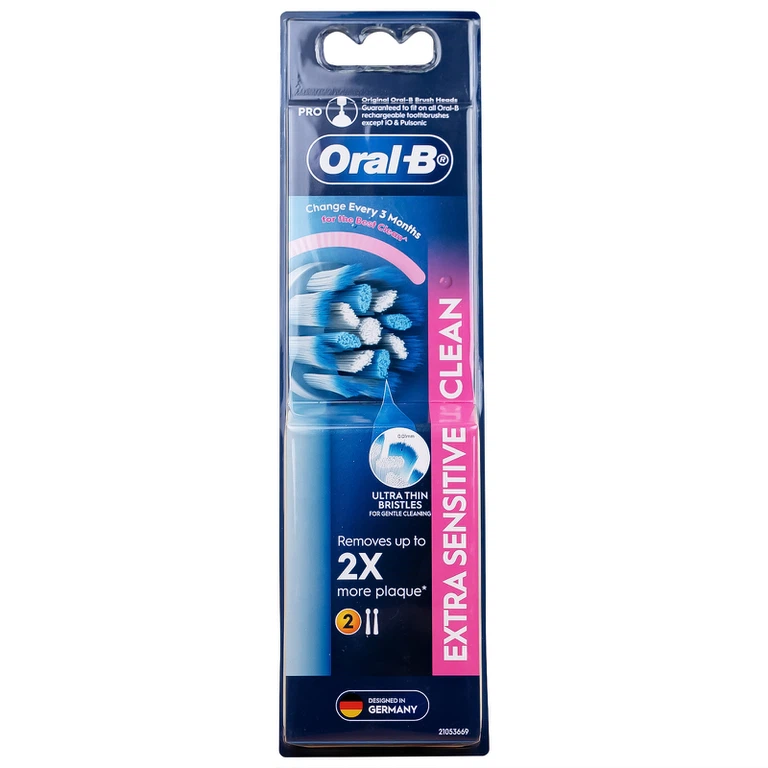 PRO
Original Oral-B Brush Heads
Guaranteed to fit on all Oral-B
rechargeable toothbrushes
except iO & Pulsonic
Oral-B®
Change Every 3 Months
for the Best Clean^
EXTRA SENSITIVE CLEAN
0.01mm
ULTRA THIN
BRISTLES
FOR GENTLE CLEANING
Removes up to
2X
more plaque*
2
DESIGNED IN
GERMANY
21053669